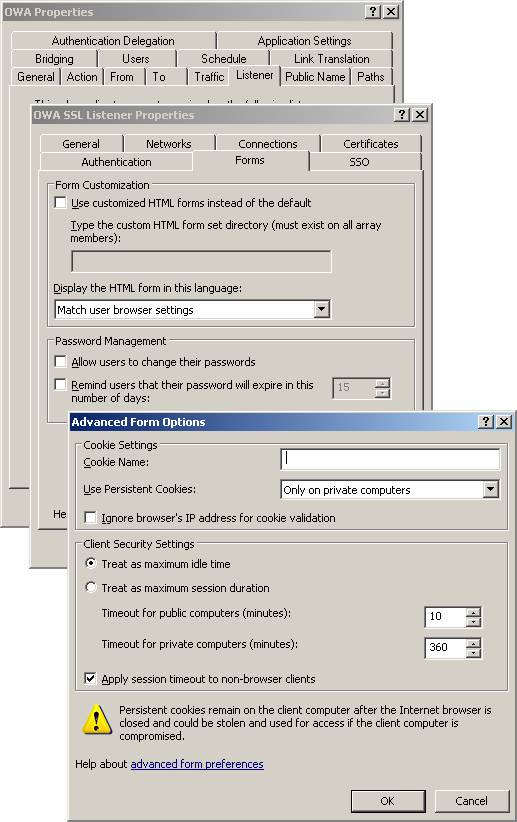 OWA Properties
Authentication Delegation
Application Settings
Bridging
Users
Schedule
Link Translation
General
Action
From
To
Traffic
Listener
Public Name
Paths
OWA SSL Listener Properties
General
Networks
Connections
Certificates
Authentication
Forms
SSO
Form Customization
Use customized HTML forms instead of the default
Type the custom HTML form set directory (must exist on all array
members):
Display the HTML form in this language:
Match user browser settings
Password Management
Allow users to change their passwords
Remind users that their password will expire in this
number of days:
15
Advanced Form Options
Cookie Settings
Cookie Name:
Use Persistent Cookies:
Only on private computers
Ignore browser's IP address for cookie validation
Client Security Settings
Treat as maximum idle time
Treat as maximum session duration
Timeout for public computers (minutes):
10
Timeout for private computers (minutes):
360
Apply session timeout to non-browser clients
Persistent cookies remain on the client computer after the Internet browser is
closed and could be stolen and used for access if the client computer is
compromised.
Help about advanced form preferences
OK
Cancel